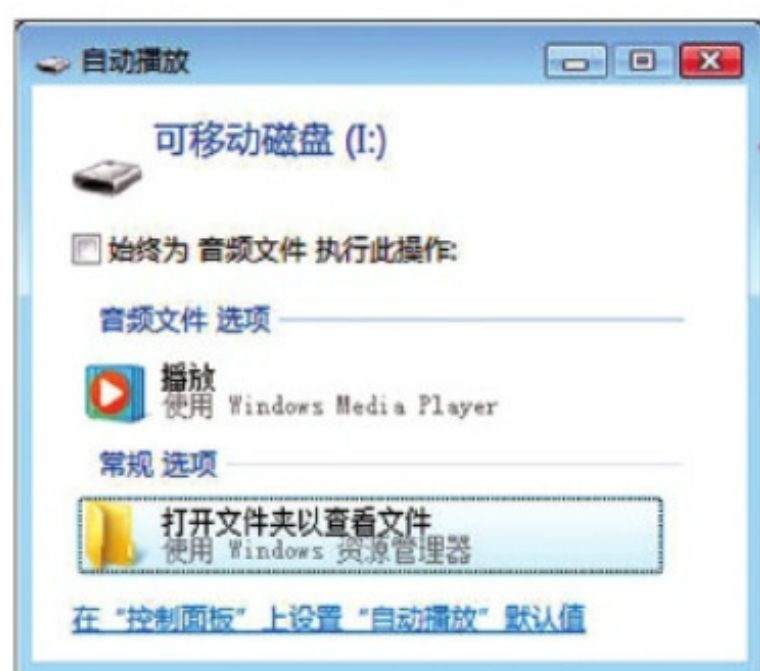 自动播放
可移动磁盘 (I:)
始终为 音频文件 执行此操作:
音频文件 选项
播放
使用 Windows Media Player
常规 选项
打开文件夹以查看文件
使用 Windows 资源管理器
在“控制面板”上设置“自动播放”默认值